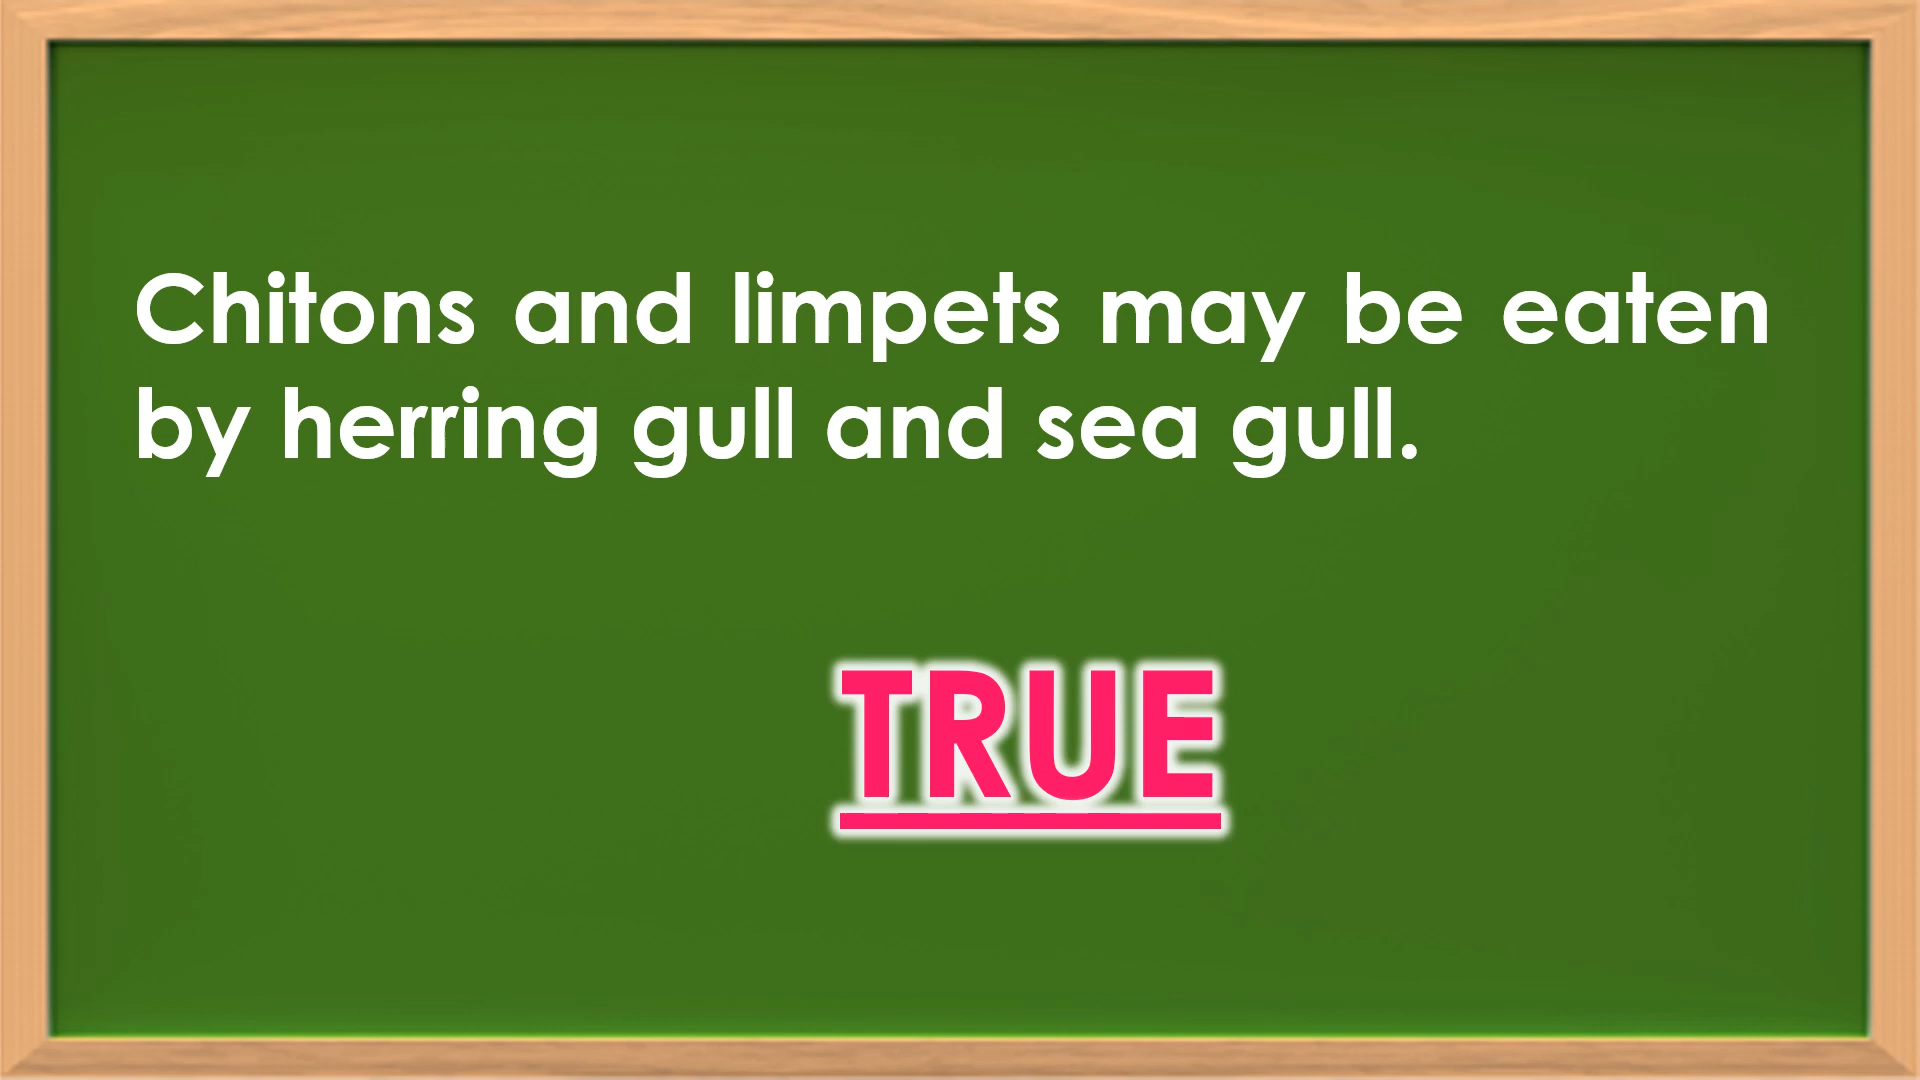 Chitons and limpets may be eaten
by herring gull and sea gull.
TRUE